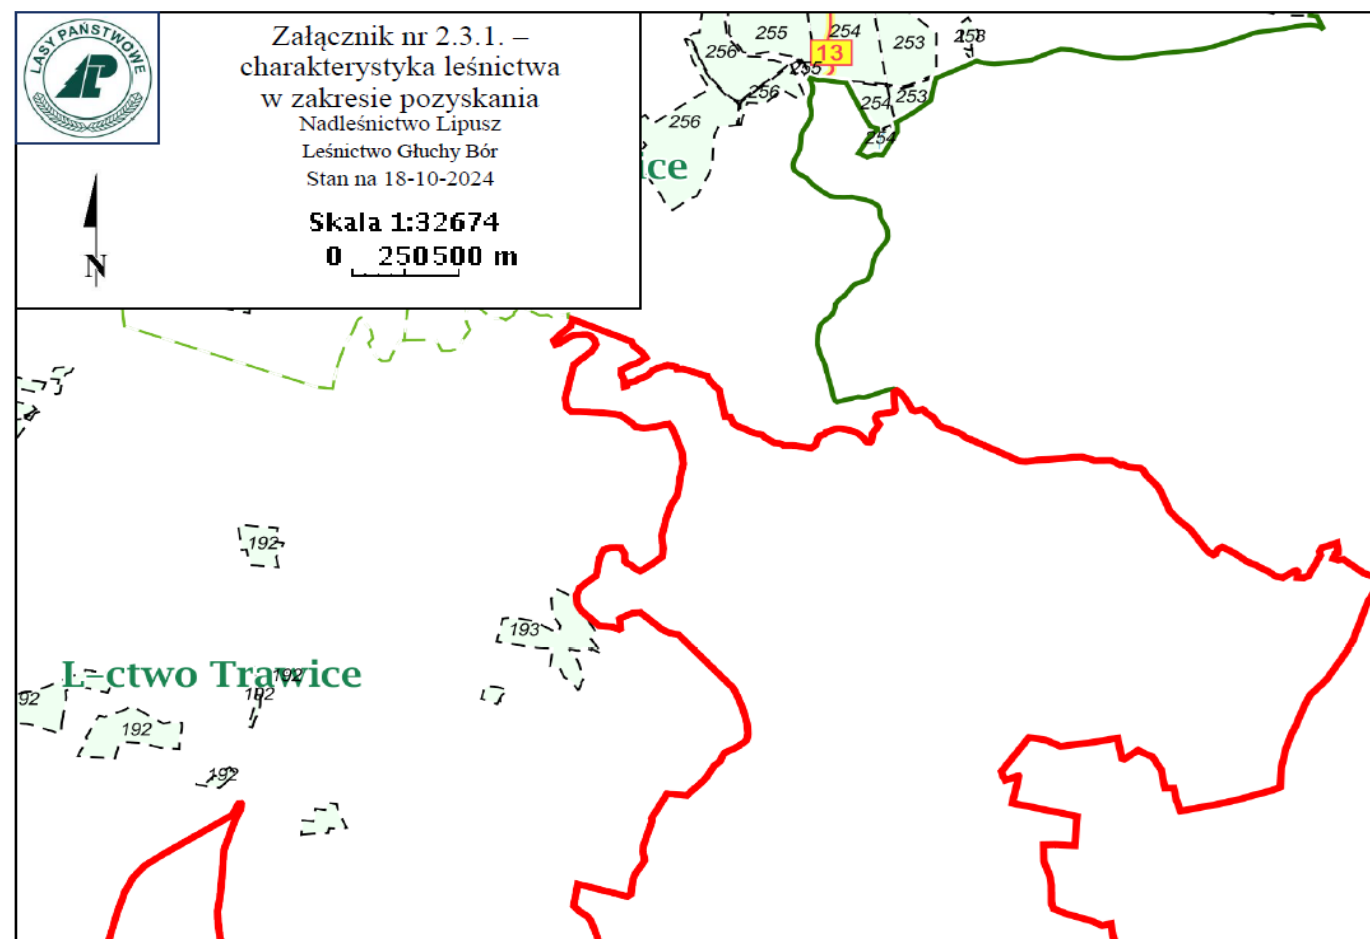 LASY PAŃSTWOWE
Załącznik nr 2.3.1. –
charakterystyka leśnictwa
w zakresie pozyskania
Nadleśnictwo Lipusz
Leśnictwo Głuchy Bór
Stan na 18-10-2024
Skala 1:32674
0 250500 m
N
255
254
253
253
256
13
255
256
254
253
256
254
ice
192
193
L-ctwo Trawice
192
192
92
192
192